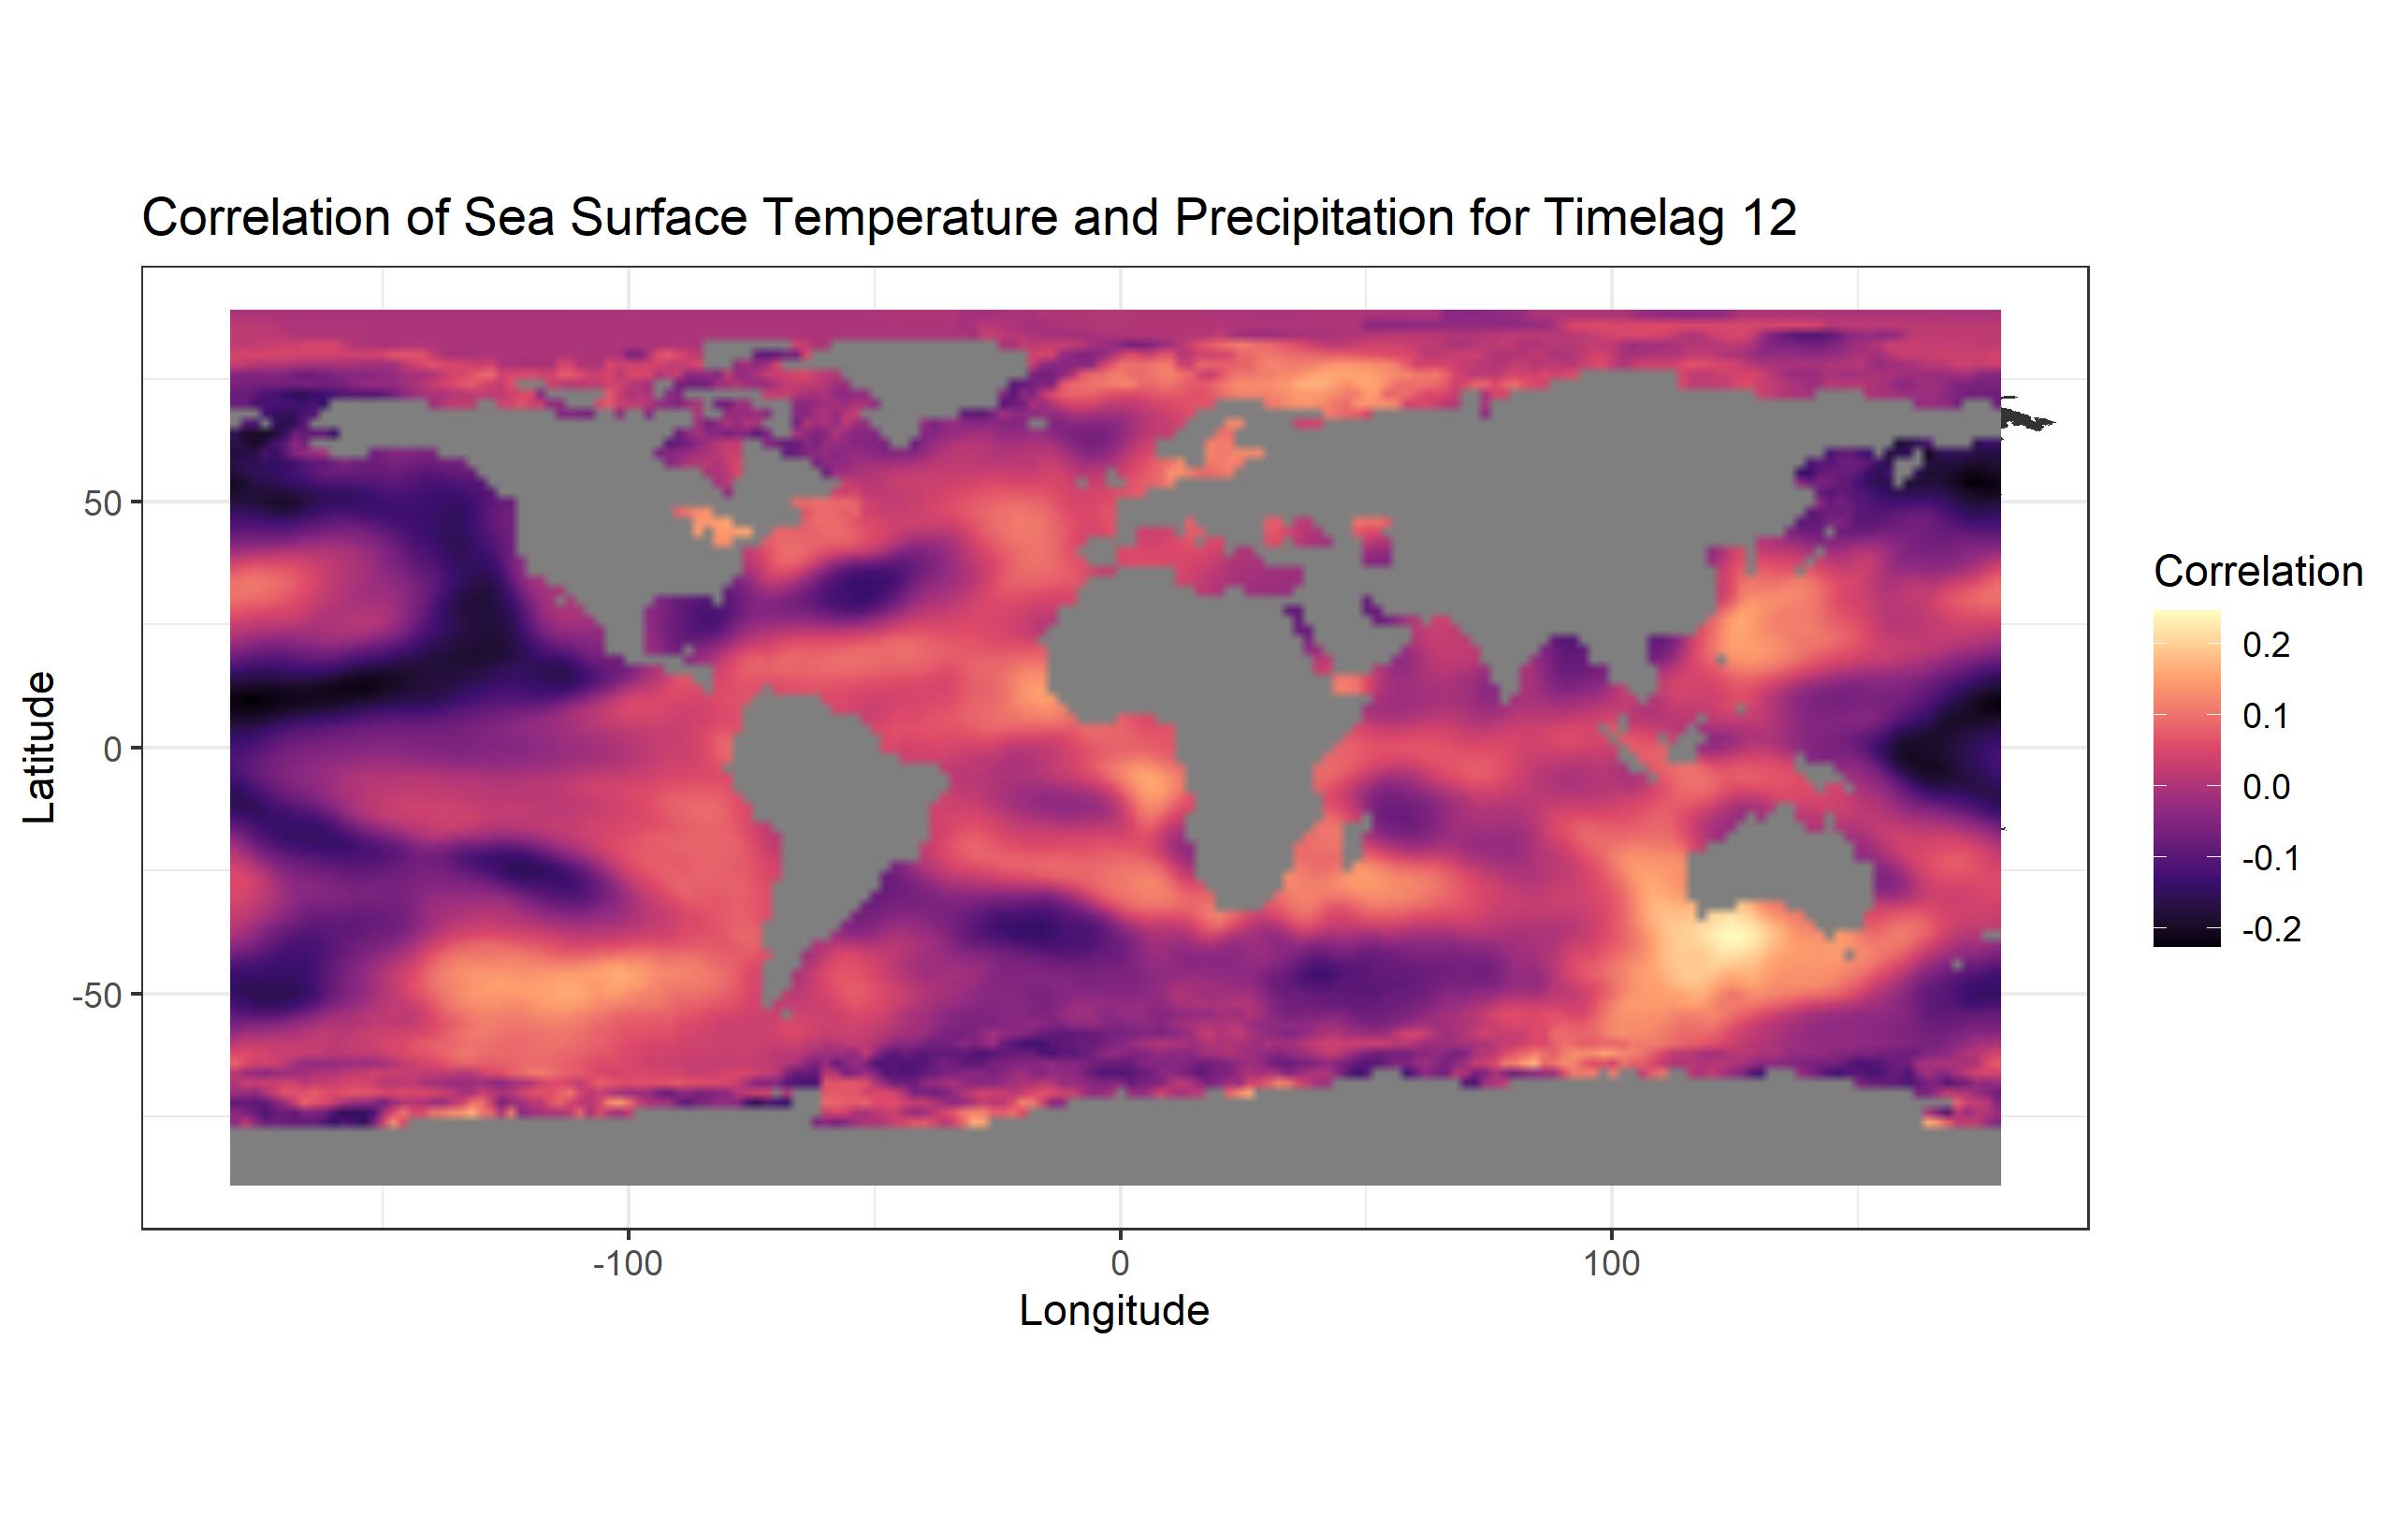 Correlation of Sea Surface Temperature and Precipitation for Timelag 12
Latitude
50
0
-50
-100
0
100
Longitude
Correlation
0.2
0.1
0.0
-0.1
-0.2